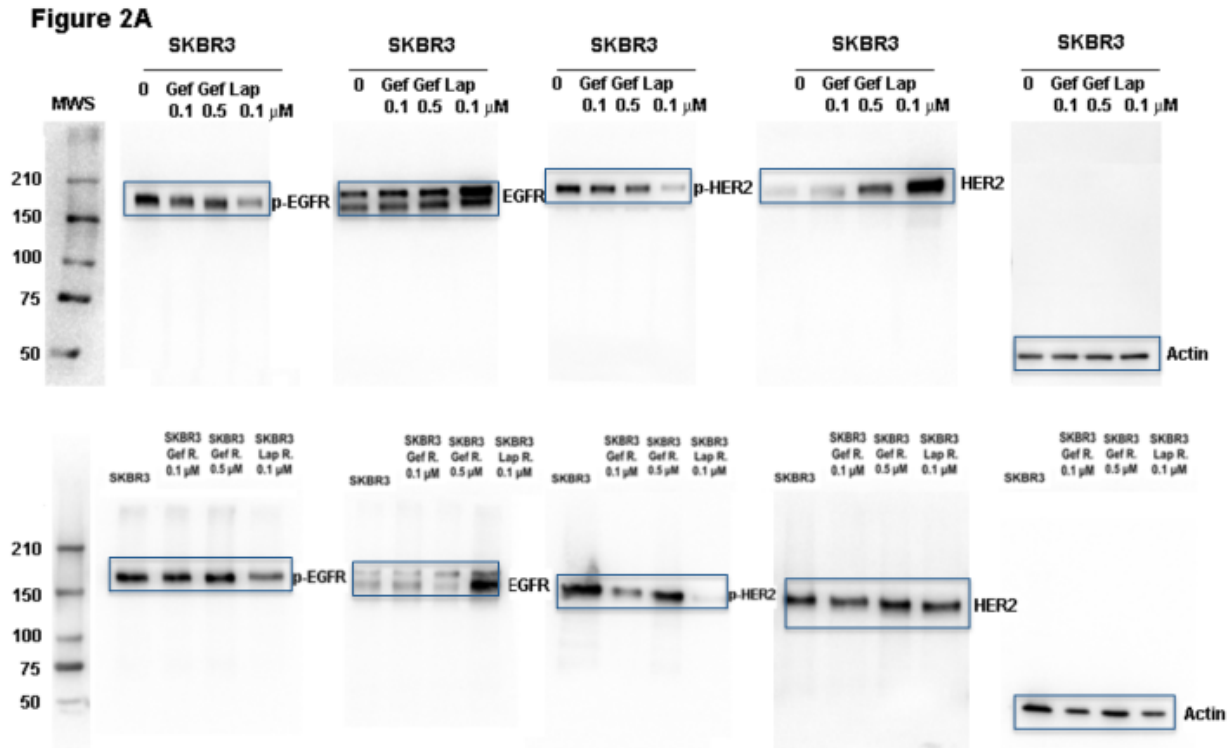 Figure 2A
SKBR3
SKBR3
SKBR3
SKBR3
SKBR3
0 Gef Gef Lap
0 Gef Gef Lap
0 Gef Gef Lap
0 Gef Gef Lap
0 Gef Gef Lap
MWS
0.1 0.5 0.1 μM
0.1 0.5 0.1 μM
0.1 0.5 0.1 μM
0.1 0.5 0.1 μM
0.1 0.5 0.1 μM
210
150
100
75
50
p-EGFR
EGFR
p-HER2
HER2
Actin
SKBR3 SKBR3 SKBR3
Gef R. Gef R. Lap R.
0.1 μM 0.5 μM 0.1 μM
SKBR3
SKBR3 SKBR3 SKBR3
Gef R. Gef R. Lap R.
0.1 μM 0.5 μM 0.1 μM
SKBR3
SKBR3 SKBR3 SKBR3
Gef R. Gef R. Lap R.
0.1 μM 0.5 μM 0.1 μM
SKBR3
SKBR3 SKBR3 SKBR3
Gef R. Gef R. Lap R.
0.1 μM 0.5 μM 0.1 μM
SKBR3
SKBR3 SKBR3 SKBR3
Gef R. Gef R. Lap R.
0.1 μM 0.5 μM 0.1 μM
SKBR3
210
150
100
75
50
p-EGFR
EGFR
p-HER2
HER2
Actin